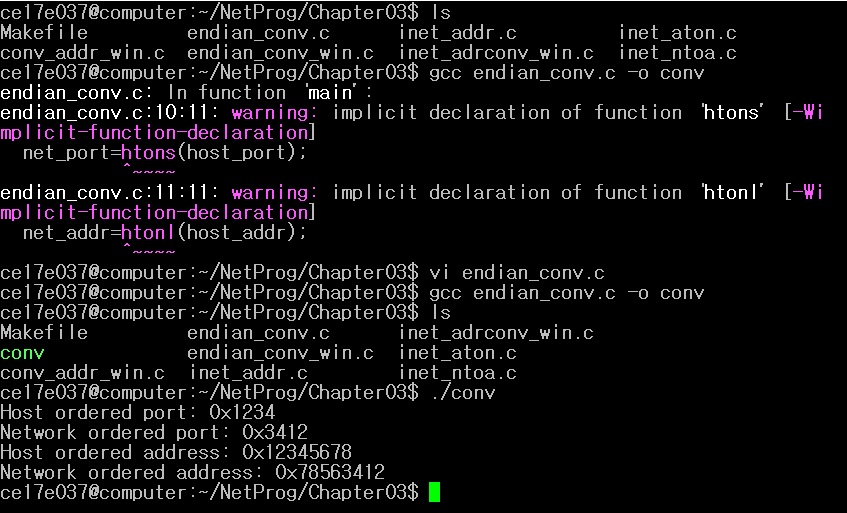 ce17e037@computer:~/NetProg/Chapter03$ ls
Makefile endian_conv.c inet_addr.c inet_aton.c
conv_addr_win.c endian_conv_win.c inet_adrconv_win.c inet_ntoa.c
ce17e037@computer:~/NetProg/Chapter03$ gcc endian_conv.c -o conv
endian_conv.c: In function ‘main’:
endian_conv.c:10:11: warning: implicit declaration of function ‘htons’ [-Wi
mplicit-function-declaration]
net_port=htons(host_port);
^~~~~
endian_conv.c:11:11: warning: implicit declaration of function ‘htonl’ [-Wi
mplicit-function-declaration]
net_addr=htonl(host_addr);
^~~~~
ce17e037@computer:~/NetProg/Chapter03$ vi endian_conv.c
ce17e037@computer:~/NetProg/Chapter03$ gcc endian_conv.c -o conv
ce17e037@computer:~/NetProg/Chapter03$ ls
Makefile endian_conv.c inet_adrconv_win.c
conv endian_conv_win.c inet_aton.c
conv_addr_win.c inet_addr.c inet_ntoa.c
ce17e037@computer:~/NetProg/Chapter03$ ./conv
Host ordered port: 0x1234
Network ordered port: 0x3412
Host ordered address: 0x12345678
Network ordered address: 0x78563412
ce17e037@computer:~/NetProg/Chapter03$